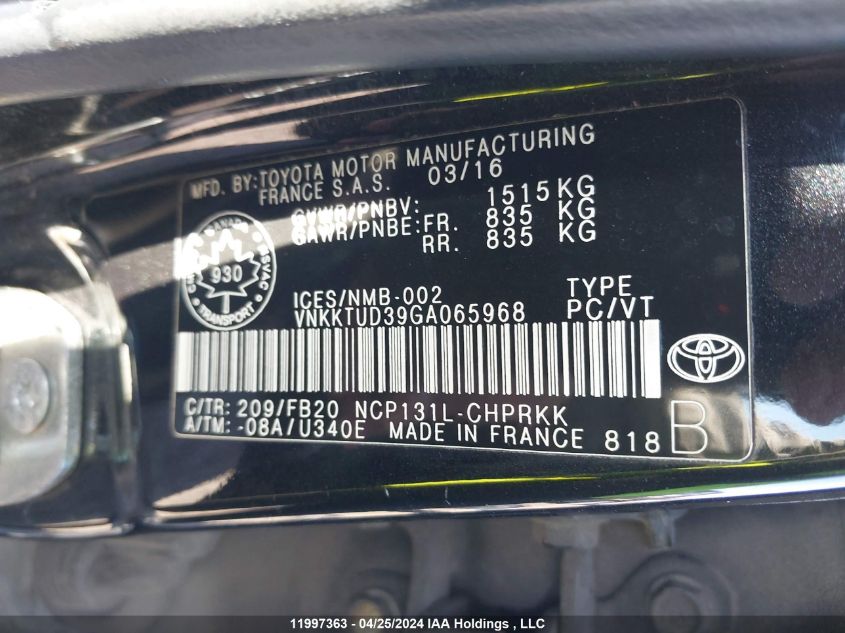 MFD. BY: TOYOTA MOTOR MANUFACTURING
FRANCE S.A.S. 03/16
GVWR/PNBV: 1515 KG
GAWR/PNBE: FR. 835 KG
RR. 835 KG
930
TRANSPORT
ICES/NMB-002 TYPE
VNKKTUD39GA065968 PC/VT
C/TR: 209/FB20 NCP131L-CHPRKK
A/TM: -08A/U340E MADE IN FRANCE 818 B
11997363 - 04/25/2024 IAA Holdings , LLC